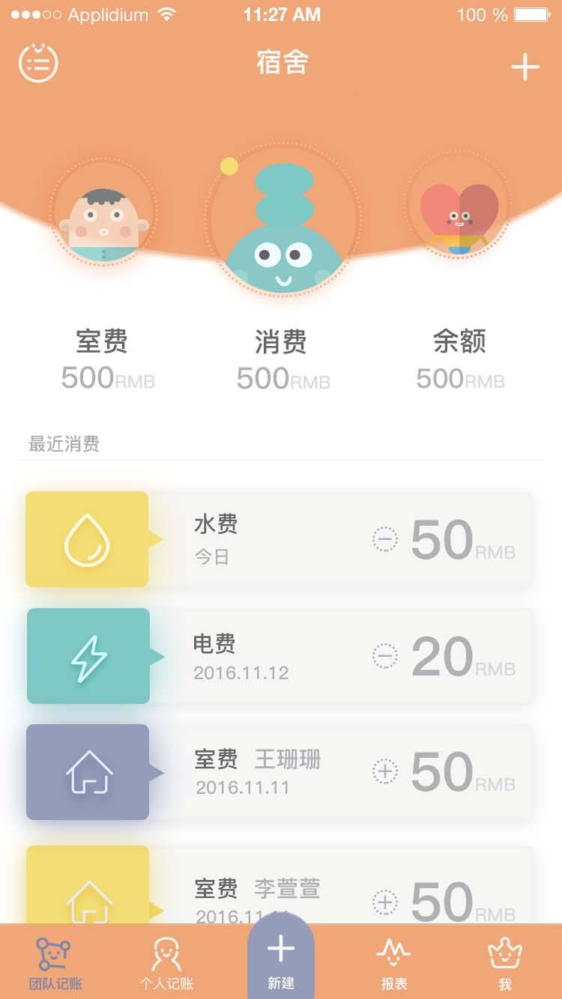 Applidium 11:27 AM 100 %
宿舍
室费 消费 余额
500RMB 500RMB 500RMB
最近消费
水费
今日
50RMB
电费
2016.11.12
20RMB
室费 王珊珊
2016.11.11
50RMB
室费 李萱萱
50RMB
团队记账 个人记账 新建 报表 我